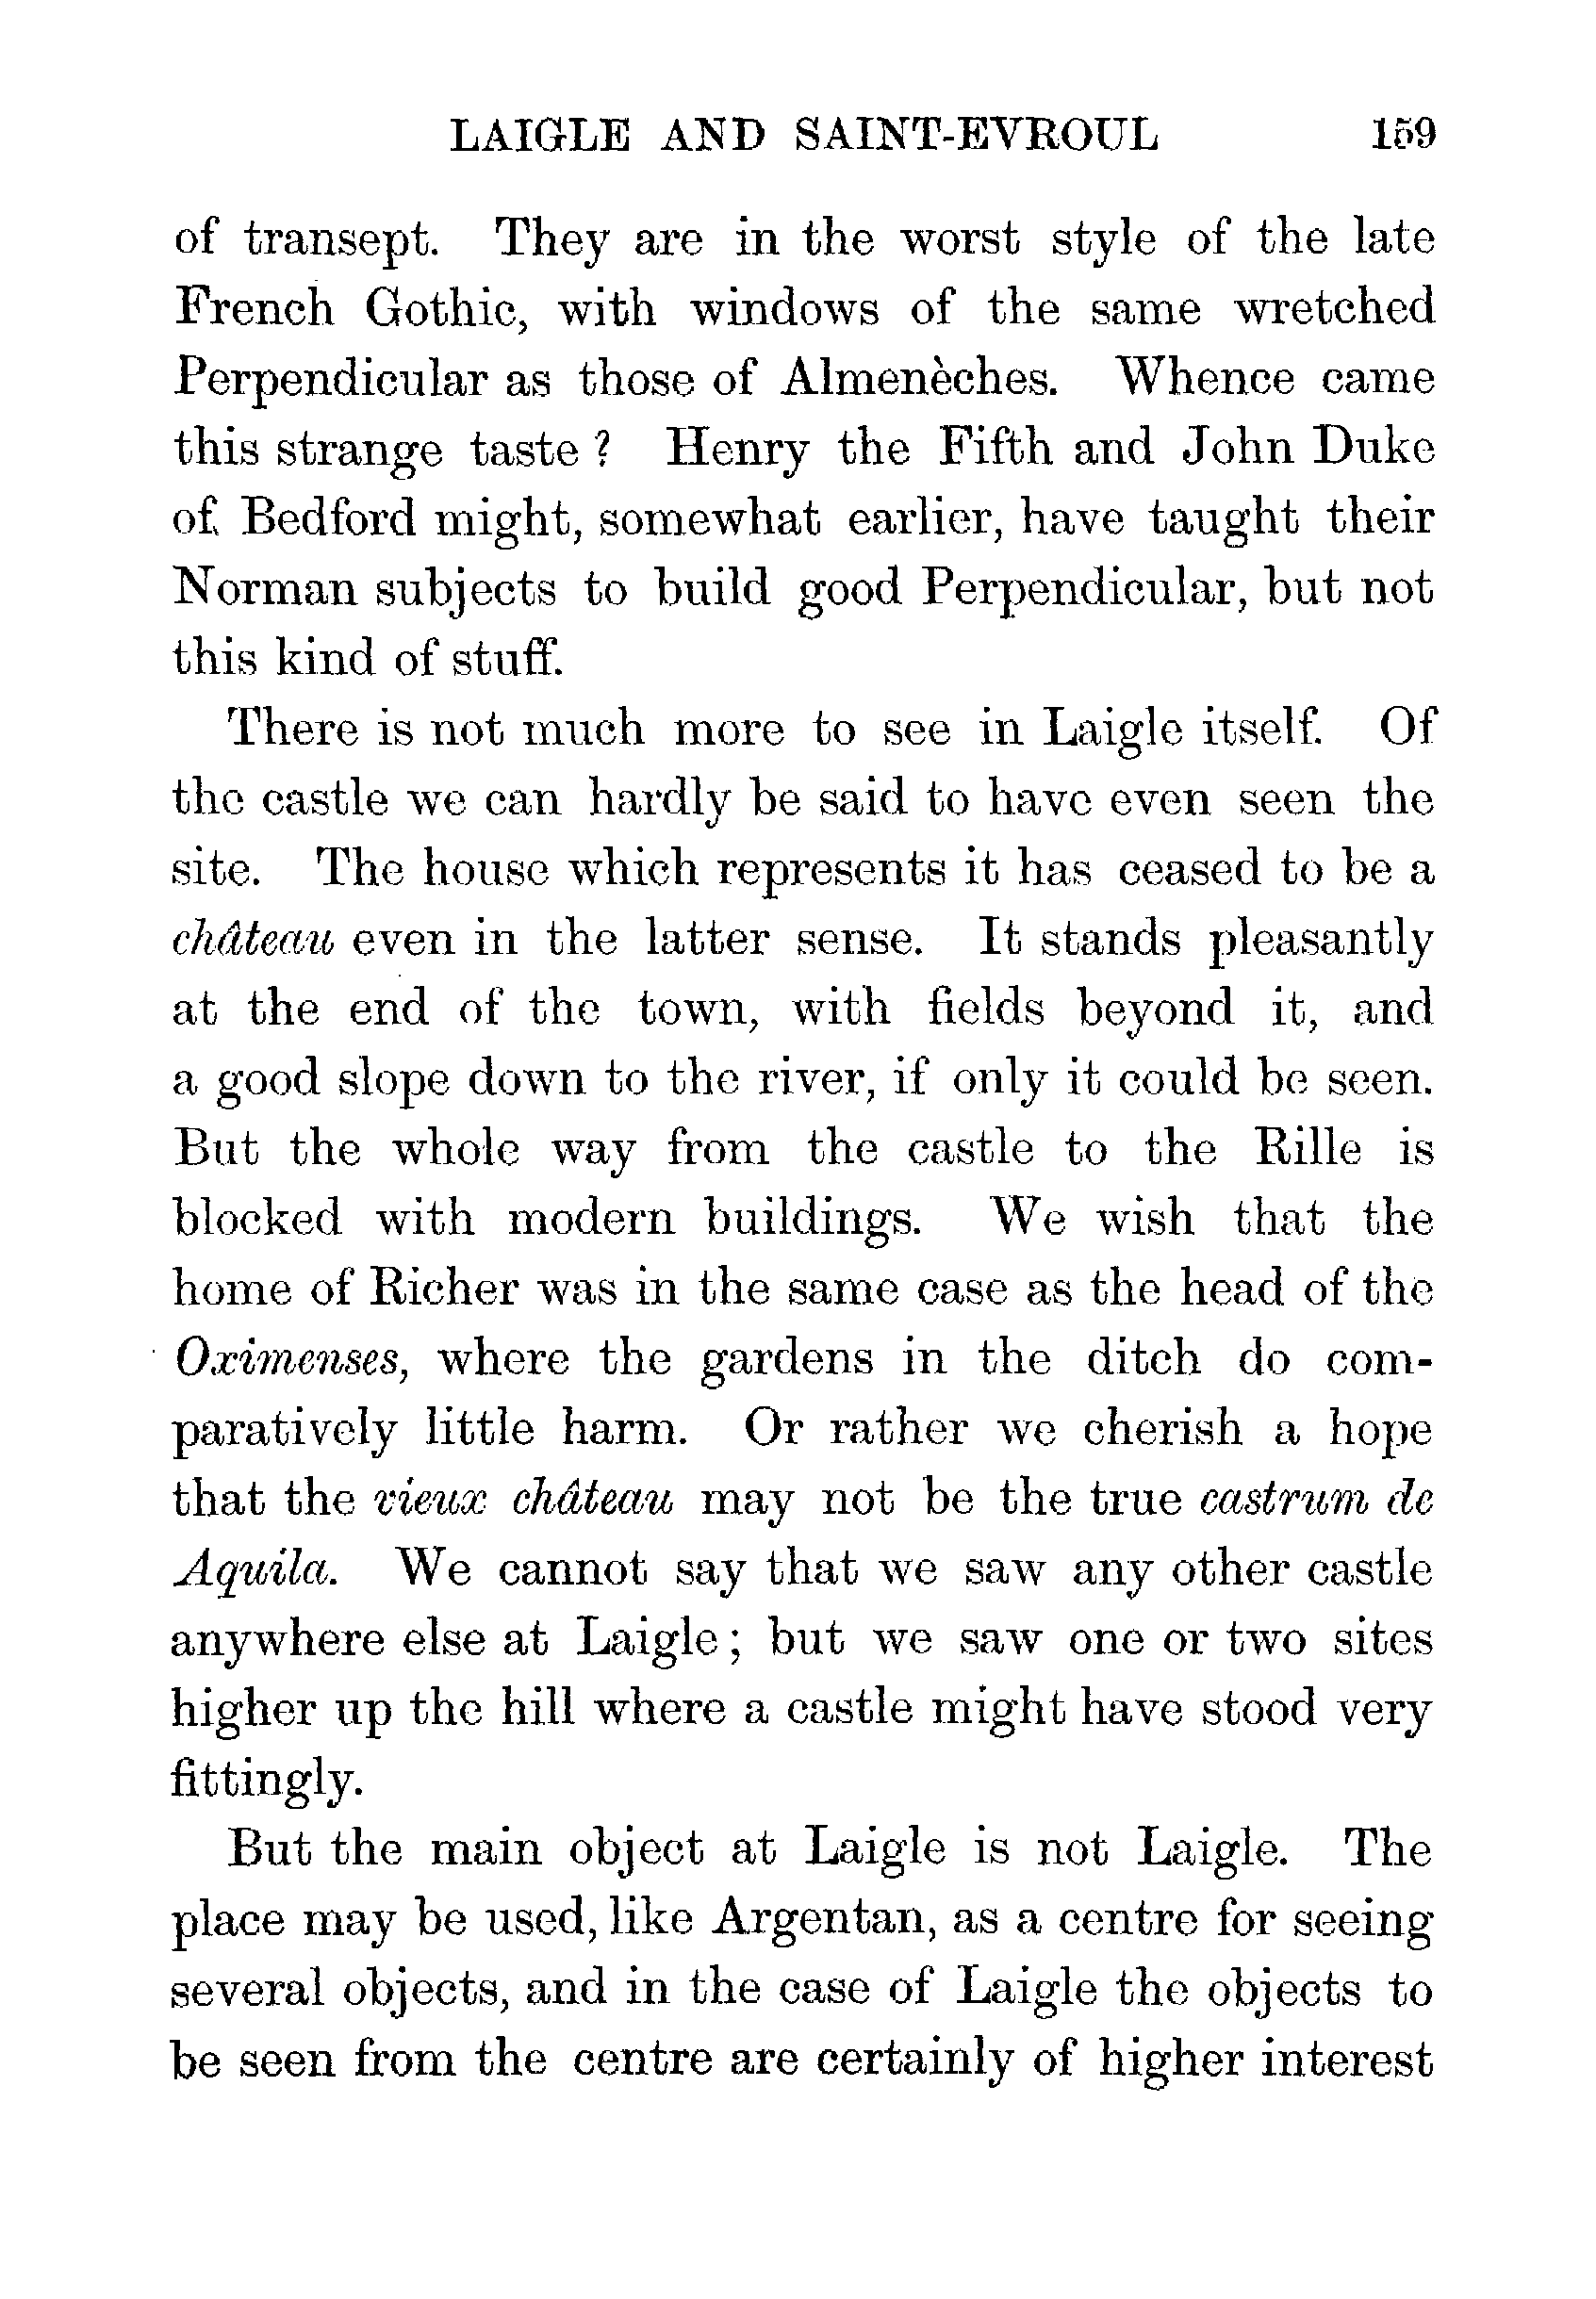 LAIGLE AND SAINT-EVROUL 159
of transept. They are in the worst style of the late
French Gothic, with windows of the same wretched
Perpendicular as those of Almenèches. Whence came
this strange taste ? Henry the Fifth and John Duke
of Bedford might, somewhat earlier, have taught their
Norman subjects to build good Perpendicular, but not
this kind of stuff.
There is not much more to see in Laigle itself. Of
the castle we can hardly be said to have even seen the
site. The house which represents it has ceased to be a
château even in the latter sense. It stands pleasantly
at the end of the town, with fields beyond it, and
a good slope down to the river, if only it could be seen.
But the whole way from the castle to the Rille is
blocked with modern buildings. We wish that the
home of Richer was in the same case as the head of the
Oximenses, where the gardens in the ditch do com-
paratively little harm. Or rather we cherish a hope
that the vieux château may not be the true castrum de
Aquila. We cannot say that we saw any other castle
anywhere else at Laigle; but we saw one or two sites
higher up the hill where a castle might have stood very
fittingly.
But the main object at Laigle is not Laigle. The
place may be used, like Argentan, as a centre for seeing
several objects, and in the case of Laigle the objects to
be seen from the centre are certainly of higher interest